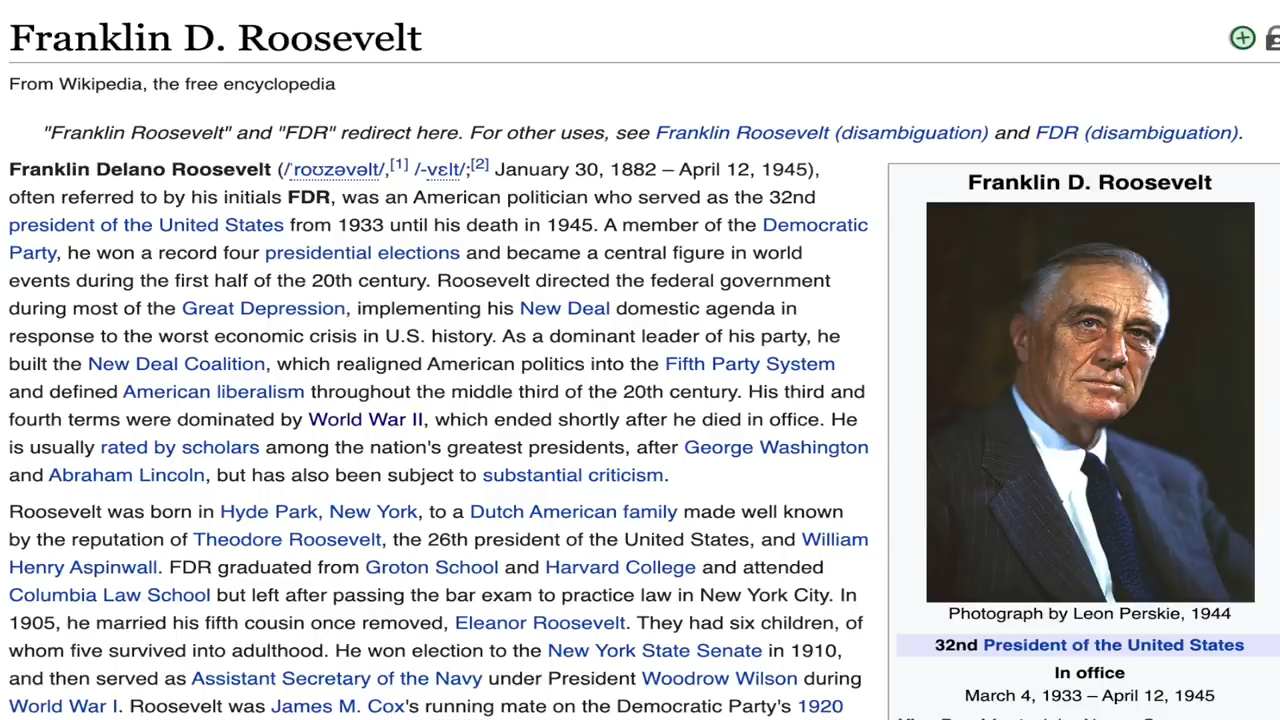 Franklin D. Roosevelt
From Wikipedia, the free encyclopedia
"Franklin Roosevelt" and "FDR" redirect here. For other uses, see Franklin Roosevelt (disambiguation) and FDR (disambiguation).
Franklin Delano Roosevelt (/ˈroʊzəvəlt/,[1] /-vɛlt/;[2] January 30, 1882 – April 12, 1945),
often referred to by his initials FDR, was an American politician who served as the 32nd
president of the United States from 1933 until his death in 1945. A member of the Democratic
Party, he won a record four presidential elections and became a central figure in world
events during the first half of the 20th century. Roosevelt directed the federal government
during most of the Great Depression, implementing his New Deal domestic agenda in
response to the worst economic crisis in U.S. history. As a dominant leader of his party, he
built the New Deal Coalition, which realigned American politics into the Fifth Party System
and defined American liberalism throughout the middle third of the 20th century. His third and
fourth terms were dominated by World War II, which ended shortly after he died in office. He
is usually rated by scholars among the nation's greatest presidents, after George Washington
and Abraham Lincoln, but has also been subject to substantial criticism.
Roosevelt was born in Hyde Park, New York, to a Dutch American family made well known
by the reputation of Theodore Roosevelt, the 26th president of the United States, and William
Henry Aspinwall. FDR graduated from Groton School and Harvard College and attended
Columbia Law School but left after passing the bar exam to practice law in New York City. In
1905, he married his fifth cousin once removed, Eleanor Roosevelt. They had six children, of
whom five survived into adulthood. He won election to the New York State Senate in 1910,
and then served as Assistant Secretary of the Navy under President Woodrow Wilson during
World War I. Roosevelt was James M. Cox's running mate on the Democratic Party's 1920
Franklin D. Roosevelt
Photograph by Leon Perskie, 1944
32nd President of the United States
In office
March 4, 1933 – April 12, 1945